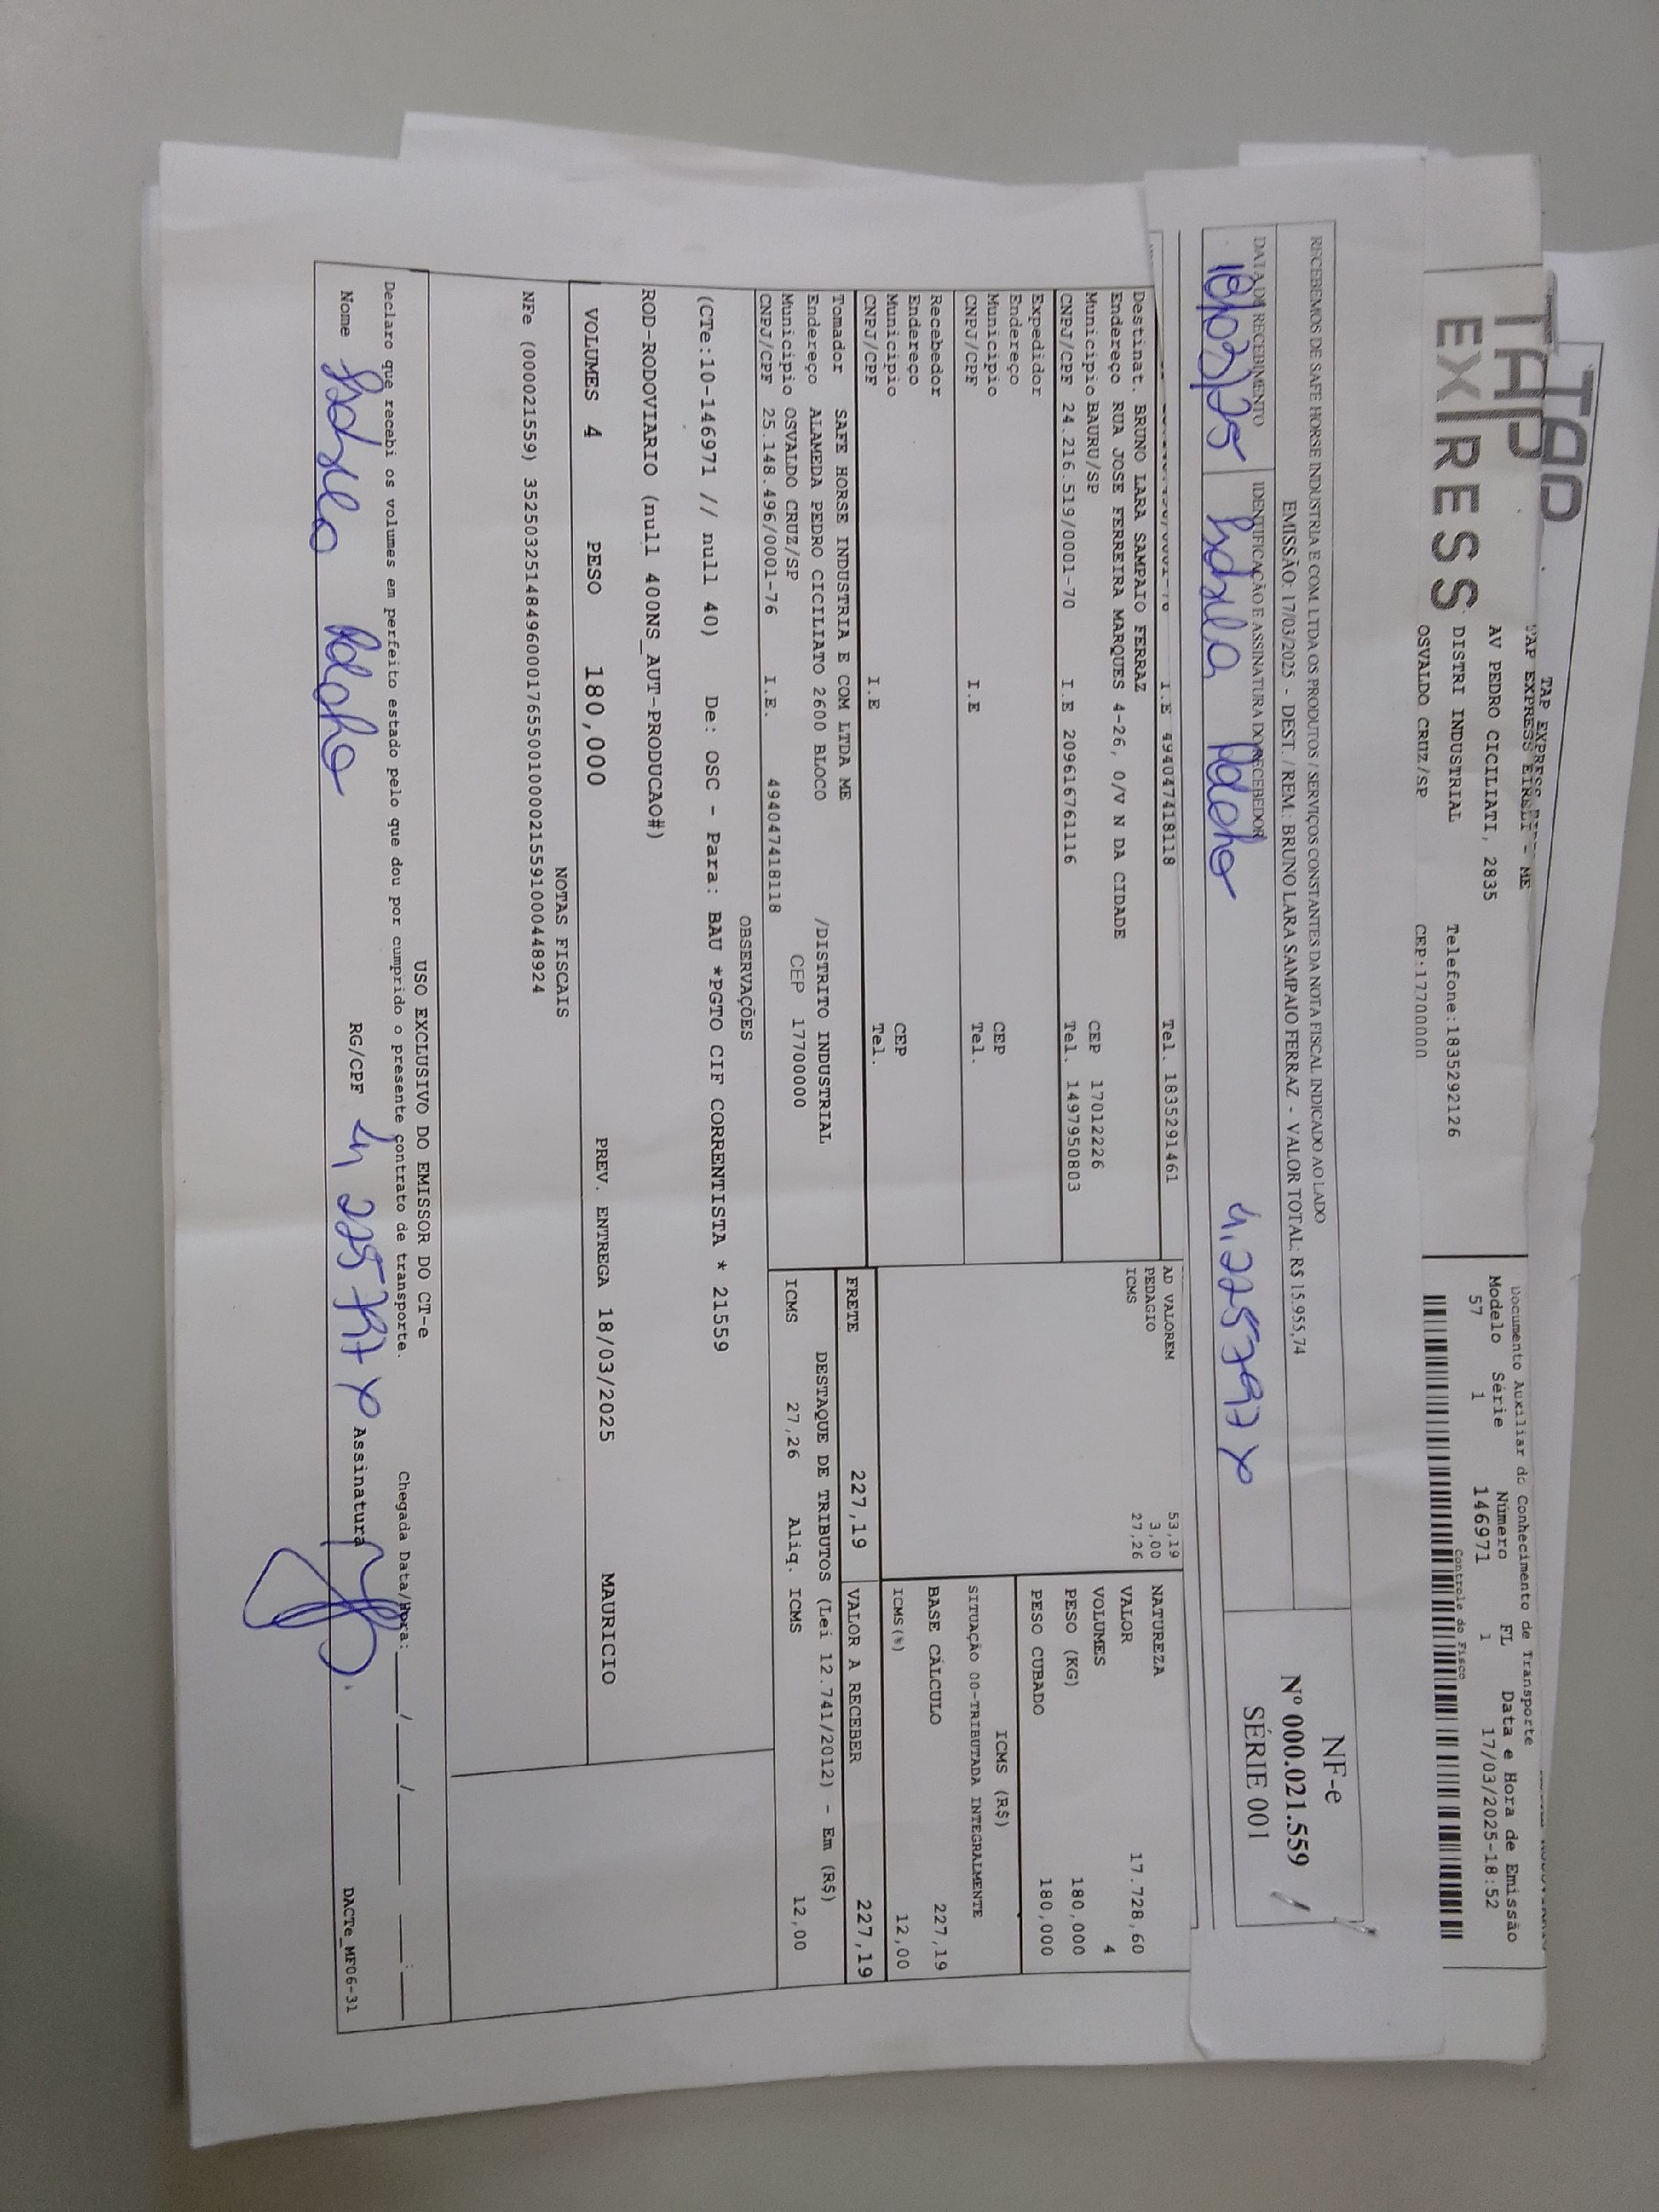 TAP
TAP
EXPRESS
TAP EXPRESS
TAP EXPRESS EIRELI - ME
AV PEDRO CICILIATI, 2835
DISTRI INDUSTRIAL Telefone:1835292126
OSVALDO CRUZ/SP CEP:17700000
Documento Auxiliar do Conhecimento de Transporte
Modelo Série Número FL Data e Hora de Emissão
57 1 146971 1 17/03/2025-18:52
Controle do Fisco
RECEBEMOS DE SAFE HORSE INDUSTRIA E COM. LTDA OS PRODUTOS / SERVIÇOS CONSTANTES DA NOTA FISCAL INDICADO AO LADO
EMISSÃO: 17/03/2025 - DEST. / REM.: BRUNO LARA SAMPAIO FERRAZ - VALOR TOTAL: R$ 15.955,74
DATA DE RECEBIMENTO IDENTIFICAÇÃO E ASSINATURA DO RECEBEDOR
NF-e
Nº 000.021.559
SÉRIE 001
I.E 494047418118 Tel. 1835291461
Destinat. BRUNO LARA SAMPAIO FERRAZ
Endereço RUA JOSE FERREIRA MARQUES 4-26, 0/V N DA CIDADE
Municipio BAURU/SP CEP 17012226
CNPJ/CPF 24.216.519/0001-70 I.E 209616761116 Tel. 1497950803
Expedidor
Endereço
Municipio CEP
CNPJ/CPF I.E Tel.
Recebedor
Endereço
Municipio CEP
CNPJ/CPF I.E Tel.
Tomador SAFE HORSE INDUSTRIA E COM LTDA ME
Endereço ALAMEDA PEDRO CICILIATO 2600 BLOCO /DISTRITO INDUSTRIAL
Municipio OSVALDO CRUZ/SP CEP 17700000
CNPJ/CPF 25.148.496/0001-76 I.E. 494047418118
AD VALOREM 53,19
PEDAGIO 3,00
ICMS 27,26
NATUREZA
VALOR 17.728,60
VOLUMES 4
PESO (KG) 180,000
PESO CUBADO 180,000
ICMS (R$)
SITUAÇÃO 00-TRIBUTADA INTEGRALMENTE
BASE CÁLCULO 227,19
ICMS(%) 12,00
FRETE 227,19 VALOR A RECEBER 227,19
DESTAQUE DE TRIBUTOS (Lei 12.741/2012) - Em (R$)
ICMS 27,26 Aliq. ICMS 12,00
OBSERVAÇÕES
(CTe:10-146971 // null 40) De: OSC - Para: BAU *PGTO CIF CORRENTISTA * 21559
ROD-RODOVIARIO (null 400NS_AUT-PRODUCAO#)
VOLUMES 4 PESO 180,000 PREV. ENTREGA 18/03/2025 MAURICIO
NOTAS FISCAIS
NFe (000021559) 35250325148496000176550010000215591000448924
USO EXCLUSIVO DO EMISSOR DO CT-e
Declaro que recebi os volumes em perfeito estado pelo que dou por cumprido o presente contrato de transporte. Chegada Data/Hora: ___/___/_____ ___:___
Nome RG/CPF Assinatura
DACTe_MF06-31